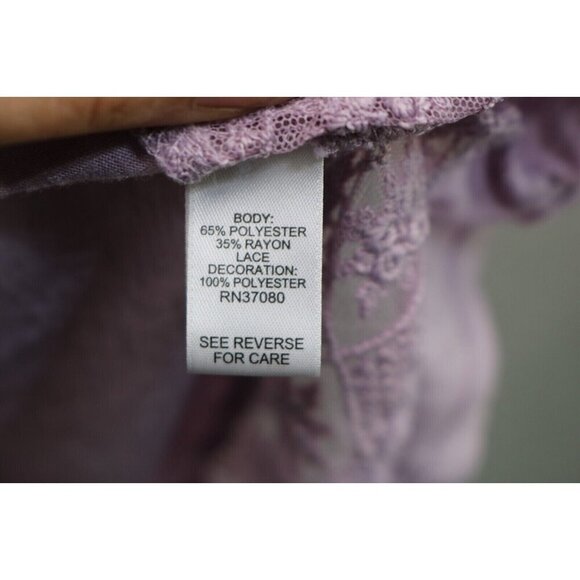 BODY:
65% POLYESTER
35% RAYON
LACE
DECORATION:
100% POLYESTER
RN37080
SEE REVERSE
FOR CARE